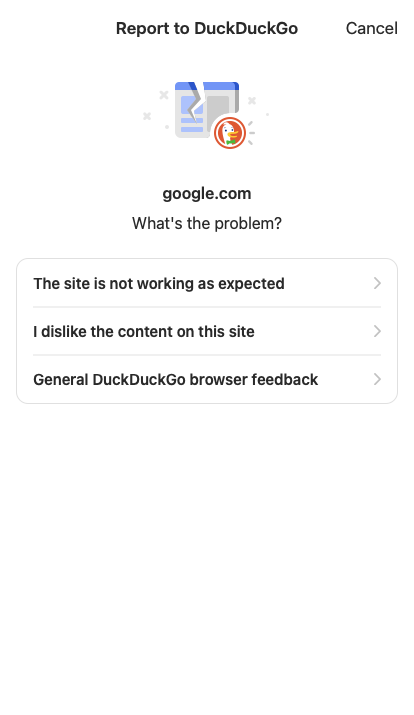 Report to DuckDuckGo
Cancel
google.com
What's the problem?
The site is not working as expected
I dislike the content on this site
General DuckDuckGo browser feedback